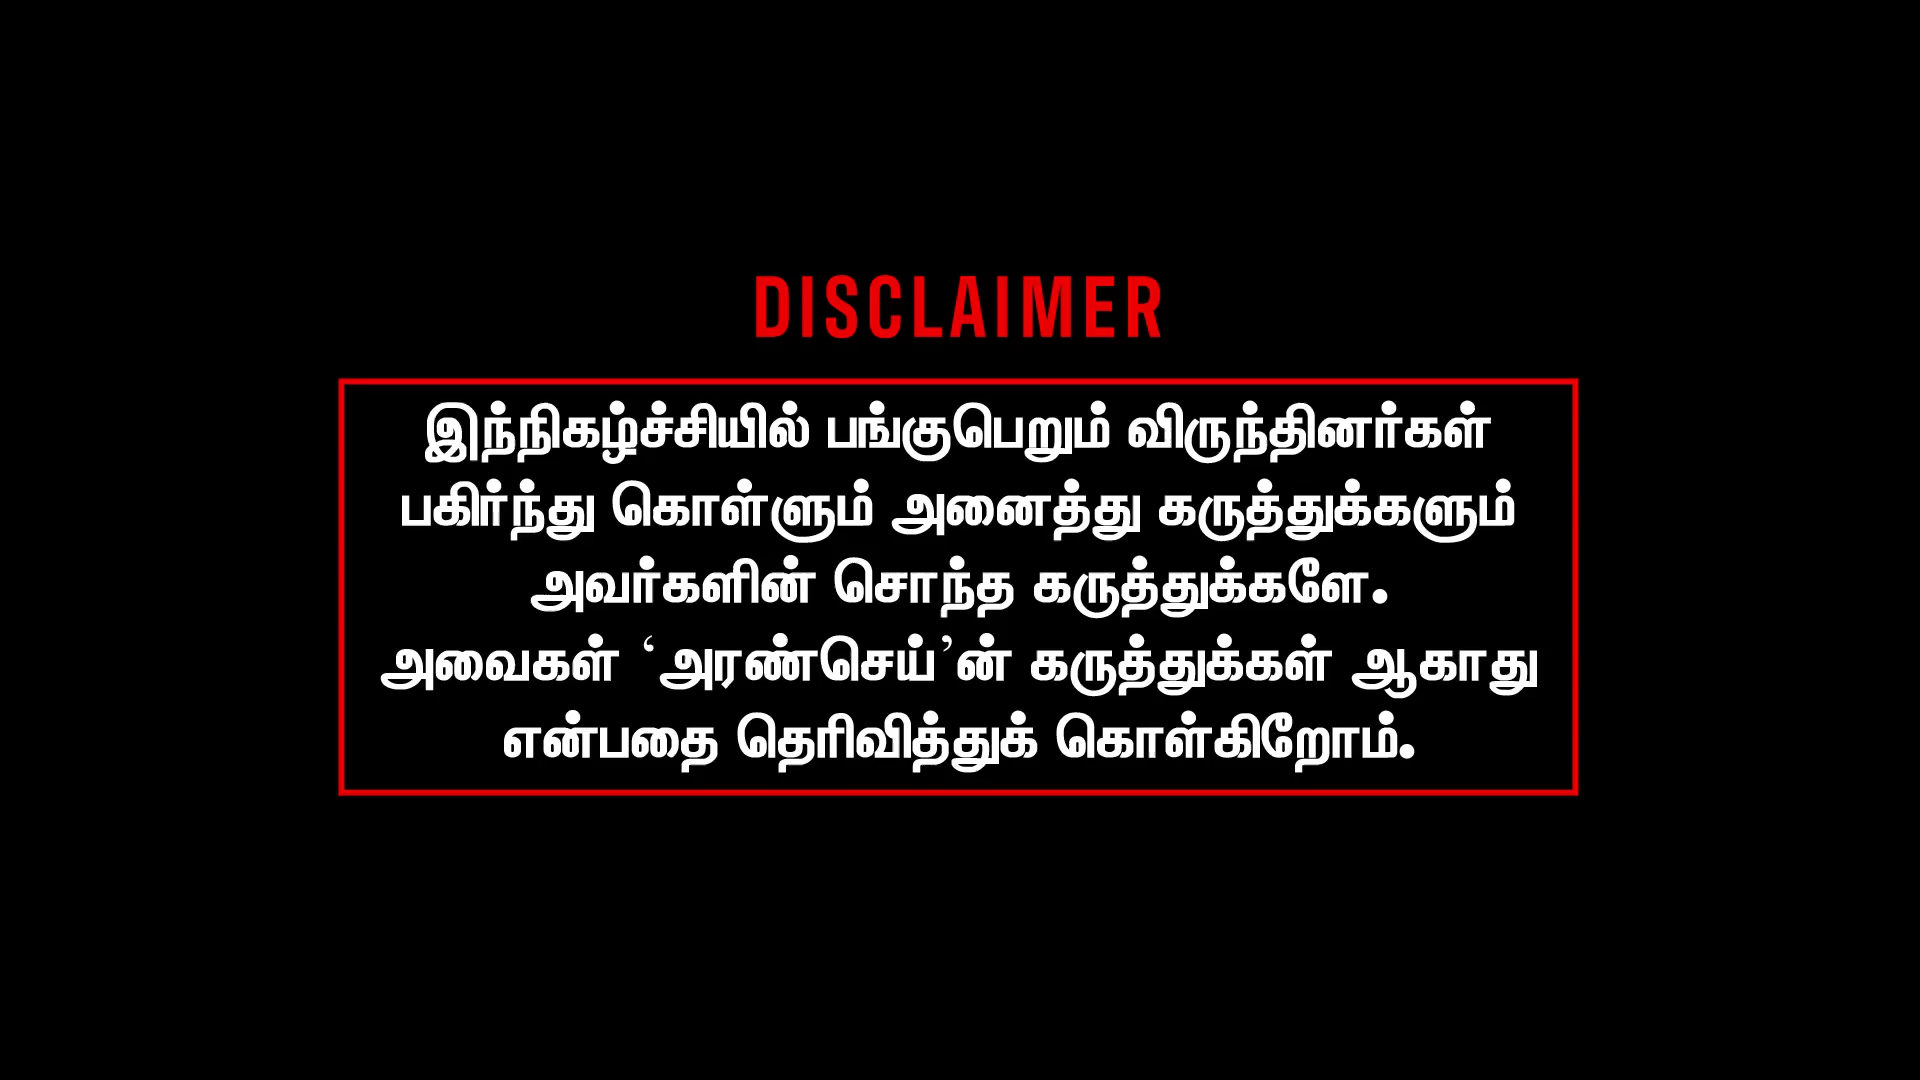 DISCLAIMER
இந்நிகழ்ச்சியில் பங்குபெறும் விருந்தினர்கள்
பகிர்ந்து கொள்ளும் அனைத்து கருத்துக்களும்
அவர்களின் சொந்த கருத்துக்களே.
அவைகள் ‘அரண்செய்’ன் கருத்துக்கள் ஆகாது
என்பதை தெரிவித்துக் கொள்கிறோம்.